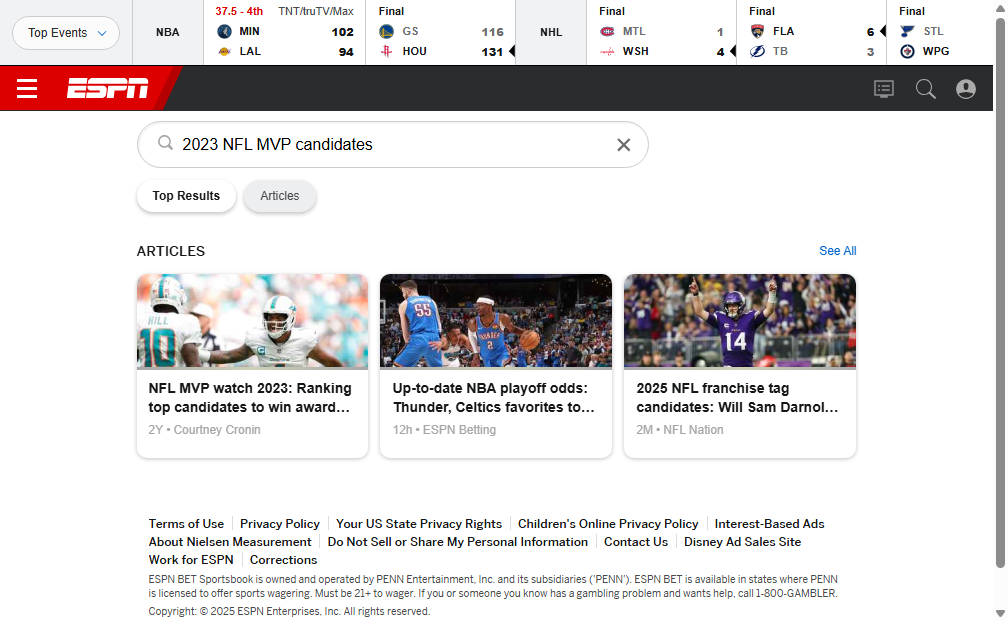 Top Events
NBA
37.5 - 4th TNT/truTV/Max
MIN 102
LAL 94
Final
GS 116
HOU 131
NHL
Final
MTL 1
WSH 4
Final
FLA 6
TB 3
Final
STL
WPG
ESPN
2023 NFL MVP candidates
Top Results
Articles
ARTICLES
See All
HILL
10
NFL MVP watch 2023: Ranking
top candidates to win award...
2Y • Courtney Cronin
55
THUNDER
2
Up-to-date NBA playoff odds:
Thunder, Celtics favorites to...
12h • ESPN Betting
14
2025 NFL franchise tag
candidates: Will Sam Darnol...
2M • NFL Nation
Terms of Use
Privacy Policy
Your US State Privacy Rights
Children's Online Privacy Policy
Interest-Based Ads
About Nielsen Measurement
Do Not Sell or Share My Personal Information
Contact Us
Disney Ad Sales Site
Work for ESPN
Corrections
ESPN BET Sportsbook is owned and operated by PENN Entertainment, Inc. and its subsidiaries ('PENN'). ESPN BET is available in states where PENN
is licensed to offer sports wagering. Must be 21+ to wager. If you or someone you know has a gambling problem and wants help, call 1-800-GAMBLER.
Copyright: © 2025 ESPN Enterprises, Inc. All rights reserved.